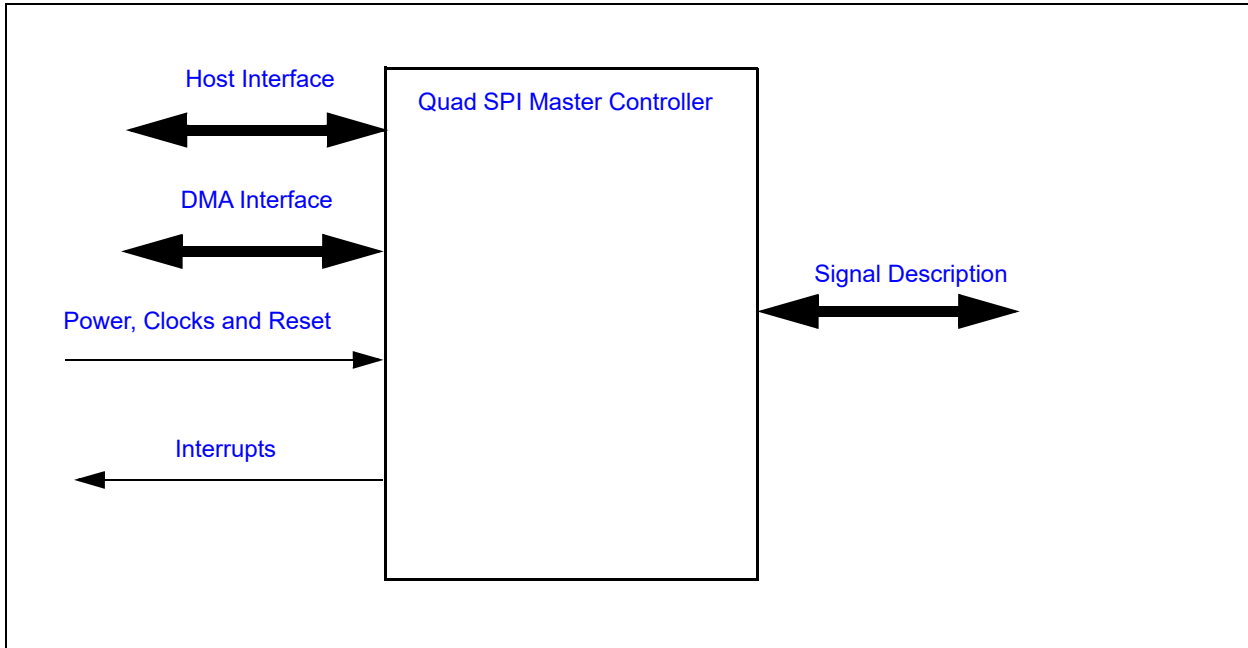 Host Interface
Quad SPI Master Controller
DMA Interface
Signal Description
Power, Clocks and Reset
Interrupts